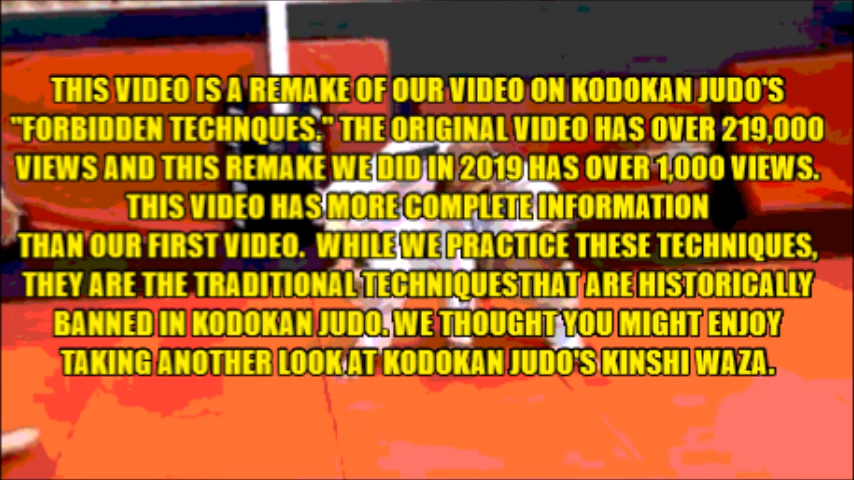 THIS VIDEO IS A REMAKE OF OUR VIDEO ON KODOKAN JUDO'S
"FORBIDDEN TECHNQUES." THE ORIGINAL VIDEO HAS OVER 219,000
VIEWS AND THIS REMAKE WE DID IN 2019 HAS OVER 1,000 VIEWS.
THIS VIDEO HAS MORE COMPLETE INFORMATION
THAN OUR FIRST VIDEO. WHILE WE PRACTICE THESE TECHNIQUES,
THEY ARE THE TRADITIONAL TECHNIQUESTHAT ARE HISTORICALLY
BANNED IN KODOKAN JUDO. WE THOUGHT YOU MIGHT ENJOY
TAKING ANOTHER LOOK AT KODOKAN JUDO'S KINSHI WAZA.